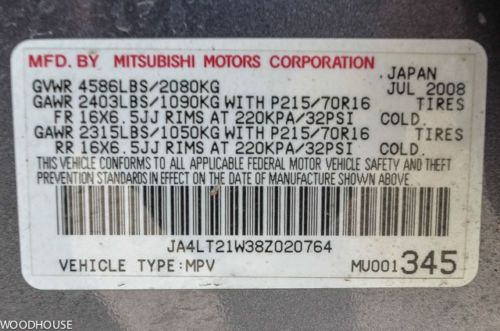 MFD. BY MITSUBISHI MOTORS CORPORATION
JAPAN
GVWR 4586LBS/2080KG JUL 2008
GAWR 2403LBS/1090KG WITH P215/70R16 TIRES
FR 16X6.5JJ RIMS AT 220KPA/32PSI COLD.
GAWR 2315LBS/1050KG WITH P215/70R16 TIRES
RR 16X6.5JJ RIMS AT 220KPA/32PSI COLD.
THIS VEHICLE CONFORMS TO ALL APPLICABLE FEDERAL MOTOR VEHICLE SAFETY AND THEFT
PREVENTION STANDARDS IN EFFECT ON THE DATE OF MANUFACTURE SHOWN ABOVE.
JA4LT21W38Z020764
VEHICLE TYPE:MPV MU001345
WOODHOUSE